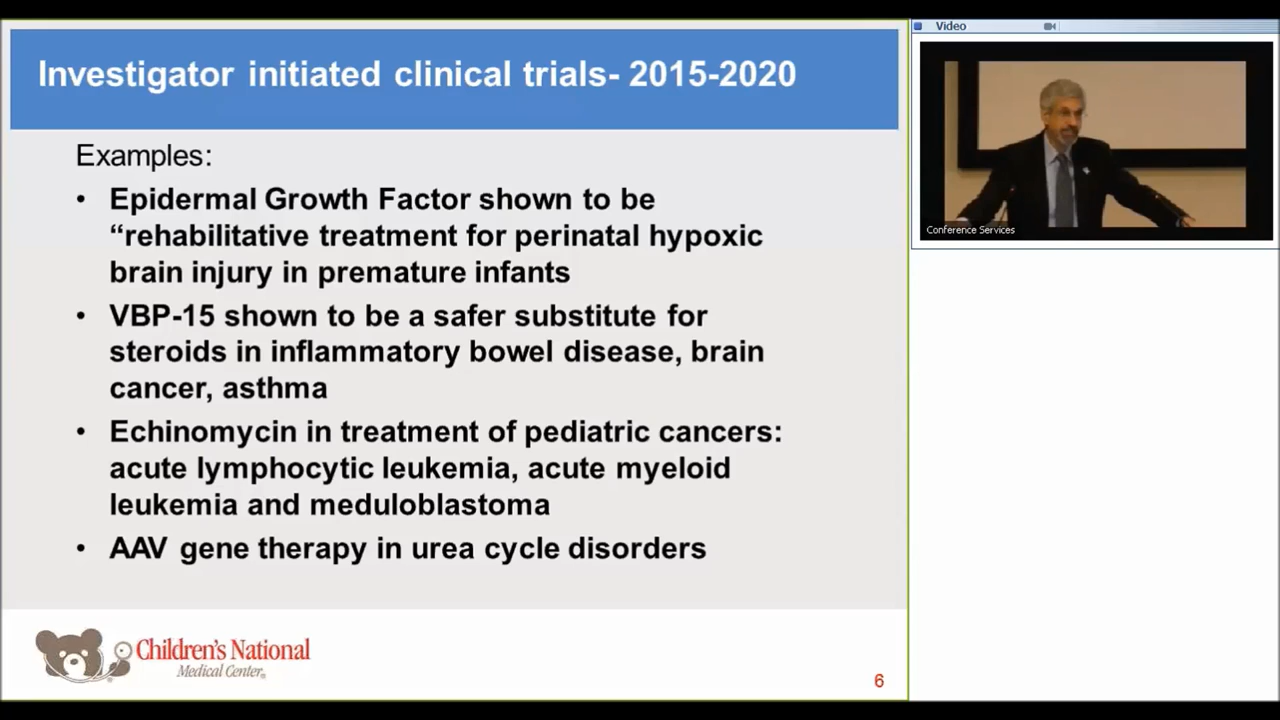 Investigator initiated clinical trials- 2015-2020
Examples:
• Epidermal Growth Factor shown to be
“rehabilitative treatment for perinatal hypoxic
brain injury in premature infants
• VBP-15 shown to be a safer substitute for
steroids in inflammatory bowel disease, brain
cancer, asthma
• Echinomycin in treatment of pediatric cancers:
acute lymphocytic leukemia, acute myeloid
leukemia and meduloblastoma
• AAV gene therapy in urea cycle disorders
Children's National
Medical Center®
6
Video
Conference Services